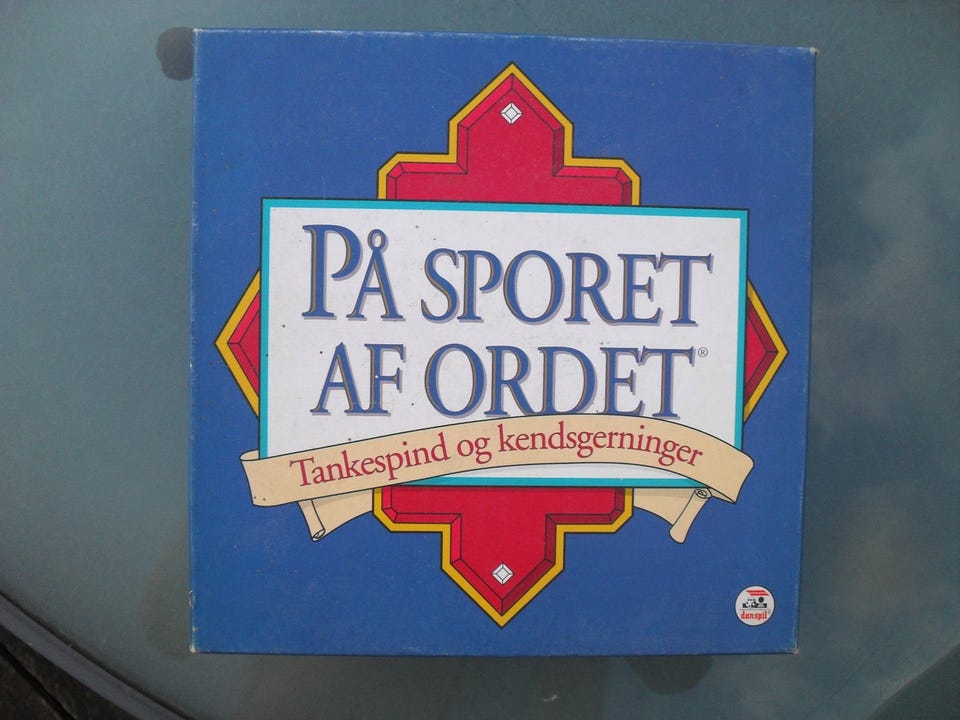 PÅ SPORET
AF ORDET®
Tankespind og kendsgerninger
danspil